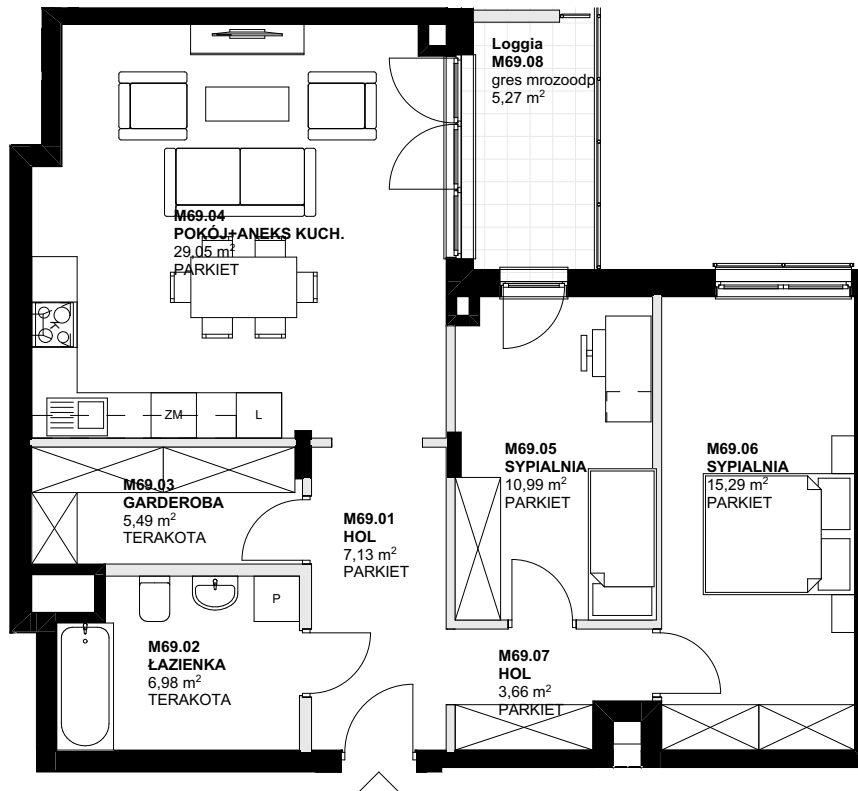 Loggia
M69.08
gres mrozoodp
5,27 m²
M69.04
POKÓJ+ANEKS KUCH.
29,05 m²
PARKIET
K
ZM
L
M69.03
GARDEROBA
5,49 m²
TERAKOTA
M69.01
HOL
7,13 m²
PARKIET
M69.05
SYPIALNIA
10,99 m²
PARKIET
M69.06
SYPIALNIA
15,29 m²
PARKIET
P
M69.02
ŁAZIENKA
6,98 m²
TERAKOTA
M69.07
HOL
3,66 m²
PARKIET